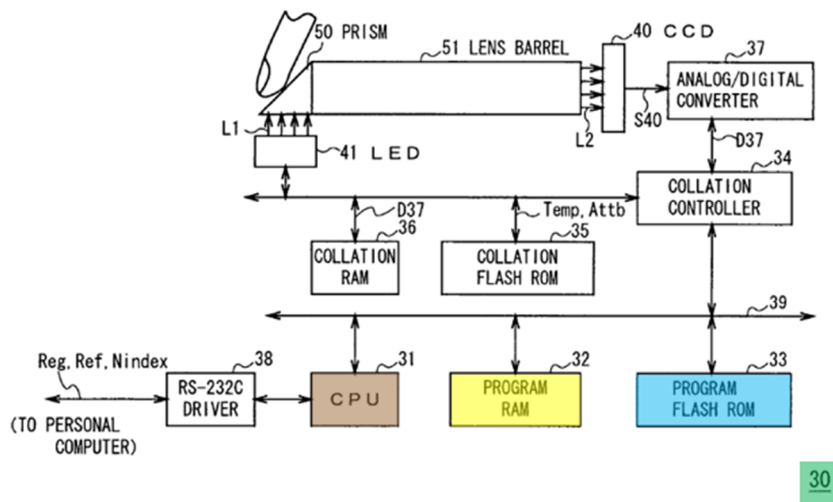 50 PRISM
51 LENS BARREL
40 CCD
37
ANALOG/DIGITAL
CONVERTER
L1
L2
S40
41 LED
D37
34
COLLATION
CONTROLLER
D37
Temp, Attb
36
COLLATION
RAM
35
COLLATION
FLASH ROM
39
Reg, Ref, Nindex
38
RS-232C
DRIVER
31
CPU
32
PROGRAM
RAM
33
PROGRAM
FLASH ROM
(TO PERSONAL
COMPUTER)
30